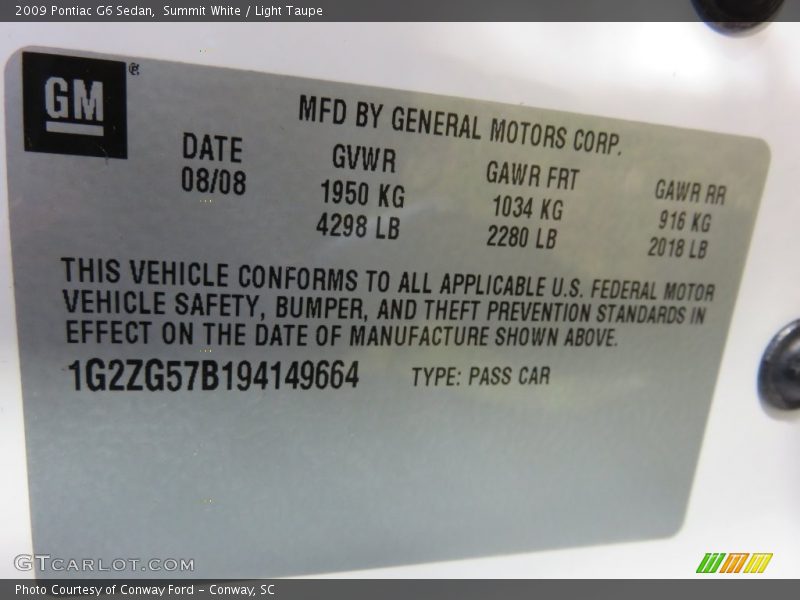 2009 Pontiac G6 Sedan,  Summit White / Light Taupe
GM®
MFD BY GENERAL MOTORS CORP.
DATE GVWR GAWR FRT GAWR RR
08/08 1950 KG 1034 KG 916 KG
4298 LB 2280 LB 2018 LB
THIS VEHICLE CONFORMS TO ALL APPLICABLE U.S. FEDERAL MOTOR
VEHICLE SAFETY, BUMPER, AND THEFT PREVENTION STANDARDS IN
EFFECT ON THE DATE OF MANUFACTURE SHOWN ABOVE.
1G2ZG57B194149664 TYPE: PASS CAR
GTCARLOT.COM
Photo Courtesy of Conway Ford – Conway, SC